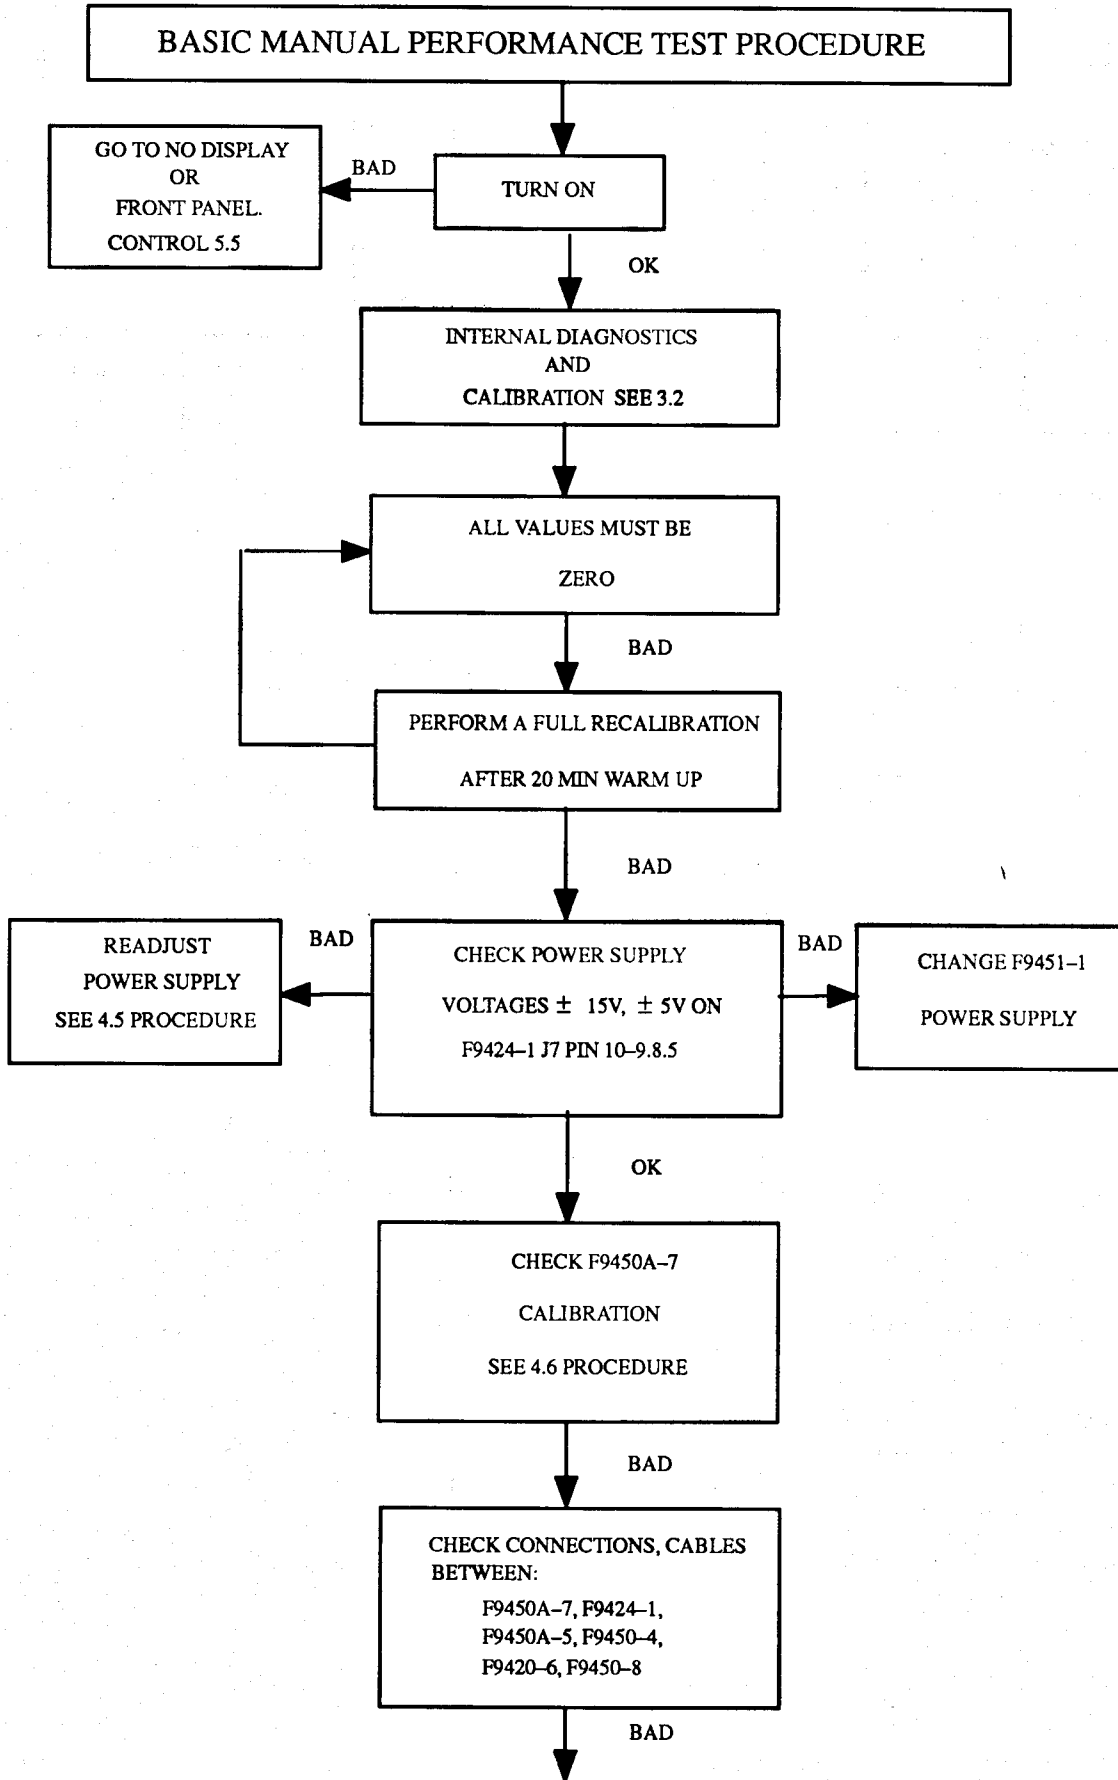 BASIC MANUAL PERFORMANCE TEST PROCEDURE
GO TO NO DISPLAY
OR
FRONT PANEL.
CONTROL 5.5
BAD
TURN ON
OK
INTERNAL DIAGNOSTICS
AND
CALIBRATION SEE 3.2
ALL VALUES MUST BE
ZERO
BAD
PERFORM A FULL RECALIBRATION
AFTER 20 MIN WARM UP
BAD
READJUST
POWER SUPPLY
SEE 4.5 PROCEDURE
BAD
CHECK POWER SUPPLY
VOLTAGES ± 15V, ± 5V ON
F9424-1 J7 PIN 10-9.8.5
BAD
CHANGE F9451-1
POWER SUPPLY
OK
CHECK F9450A-7
CALIBRATION
SEE 4.6 PROCEDURE
BAD
CHECK CONNECTIONS, CABLES
BETWEEN:
F9450A-7, F9424-1,
F9450A-5, F9450-4,
F9420-6, F9450-8
BAD